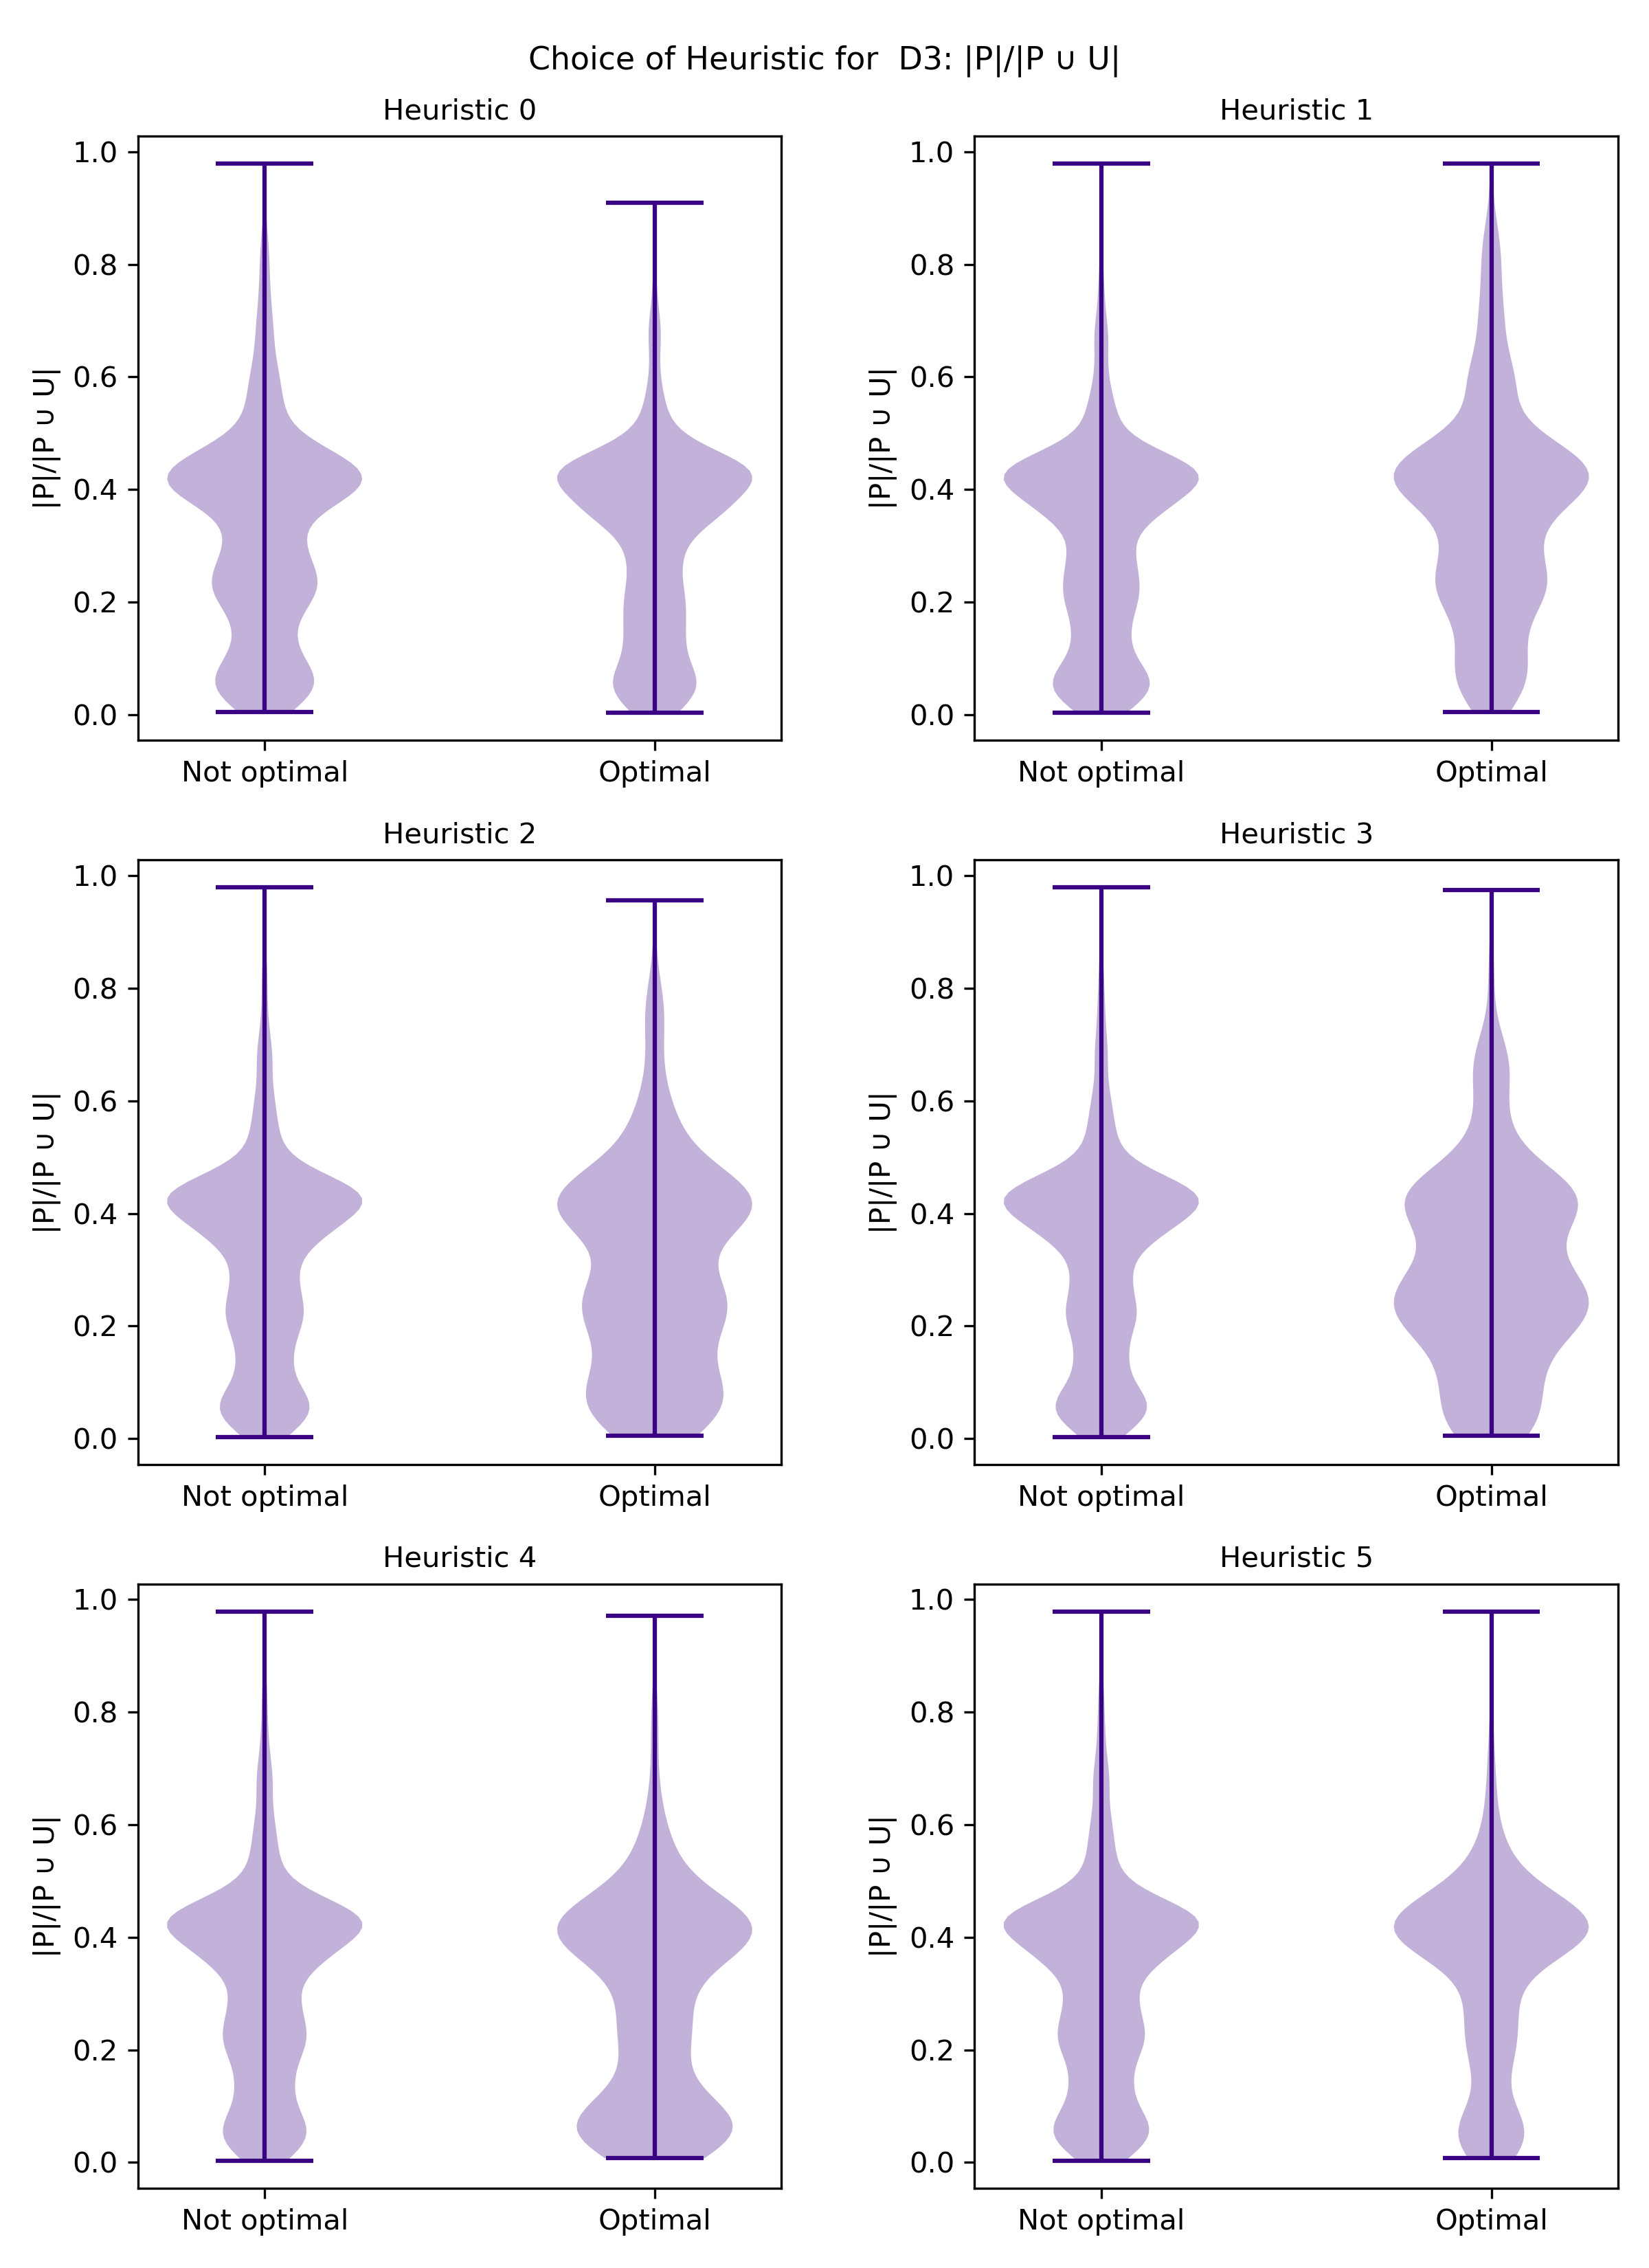 Choice of Heuristic for  D3: |P|/|P ∪ U|
Heuristic 0
|P|/|P ∪ U|
1.0
0.8
0.6
0.4
0.2
0.0
Not optimal
Optimal
Heuristic 1
|P|/|P ∪ U|
1.0
0.8
0.6
0.4
0.2
0.0
Not optimal
Optimal
Heuristic 2
|P|/|P ∪ U|
1.0
0.8
0.6
0.4
0.2
0.0
Not optimal
Optimal
Heuristic 3
|P|/|P ∪ U|
1.0
0.8
0.6
0.4
0.2
0.0
Not optimal
Optimal
Heuristic 4
|P|/|P ∪ U|
1.0
0.8
0.6
0.4
0.2
0.0
Not optimal
Optimal
Heuristic 5
|P|/|P ∪ U|
1.0
0.8
0.6
0.4
0.2
0.0
Not optimal
Optimal